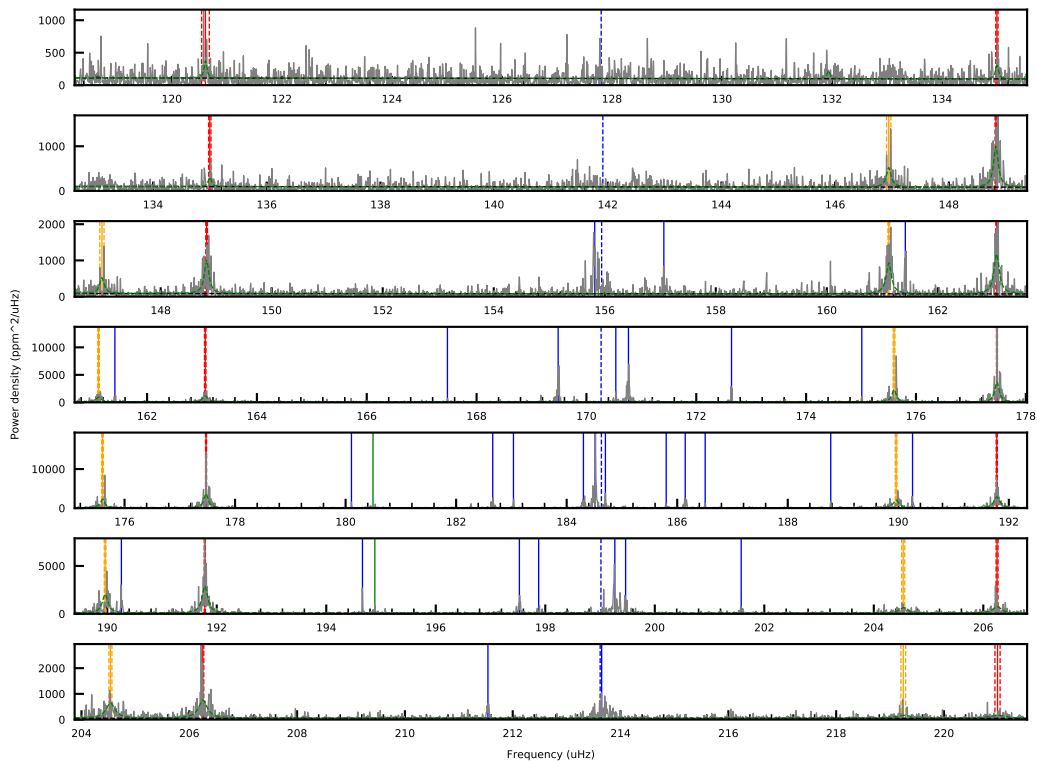 1000
500
0
120 122 124 126 128 130 132 134
1000
0
134 136 138 140 142 144 146 148
2000
1000
0
148 150 152 154 156 158 160 162
Power density (ppm^2/uHz)
10000
5000
0
162 164 166 168 170 172 174 176 178
10000
0
176 178 180 182 184 186 188 190 192
5000
0
190 192 194 196 198 200 202 204 206
2000
1000
0
204 206 208 210 212 214 216 218 220
Frequency (uHz)